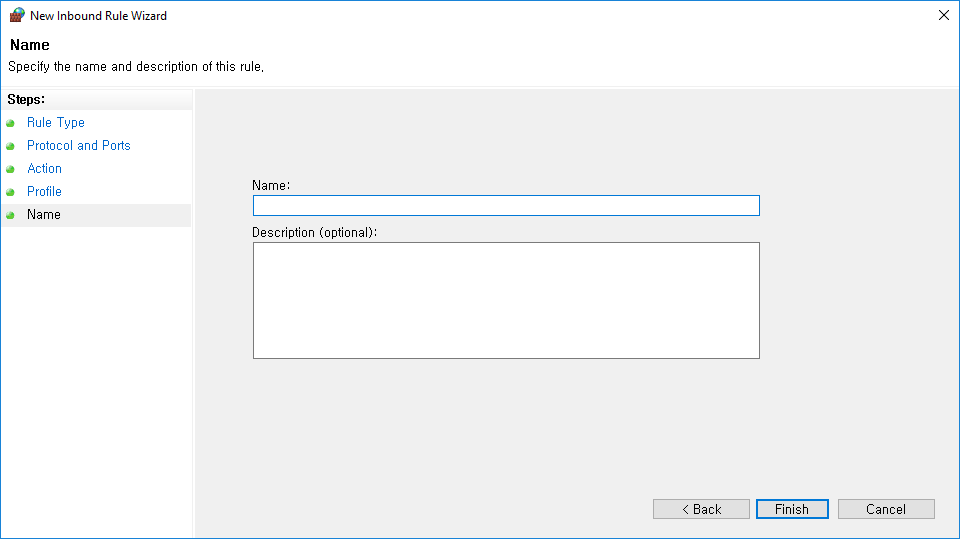 New Inbound Rule Wizard
Name
Specify the name and description of this rule.
Steps:
Rule Type
Protocol and Ports
Action
Profile
Name
Name:
Description (optional):
< Back
Finish
Cancel